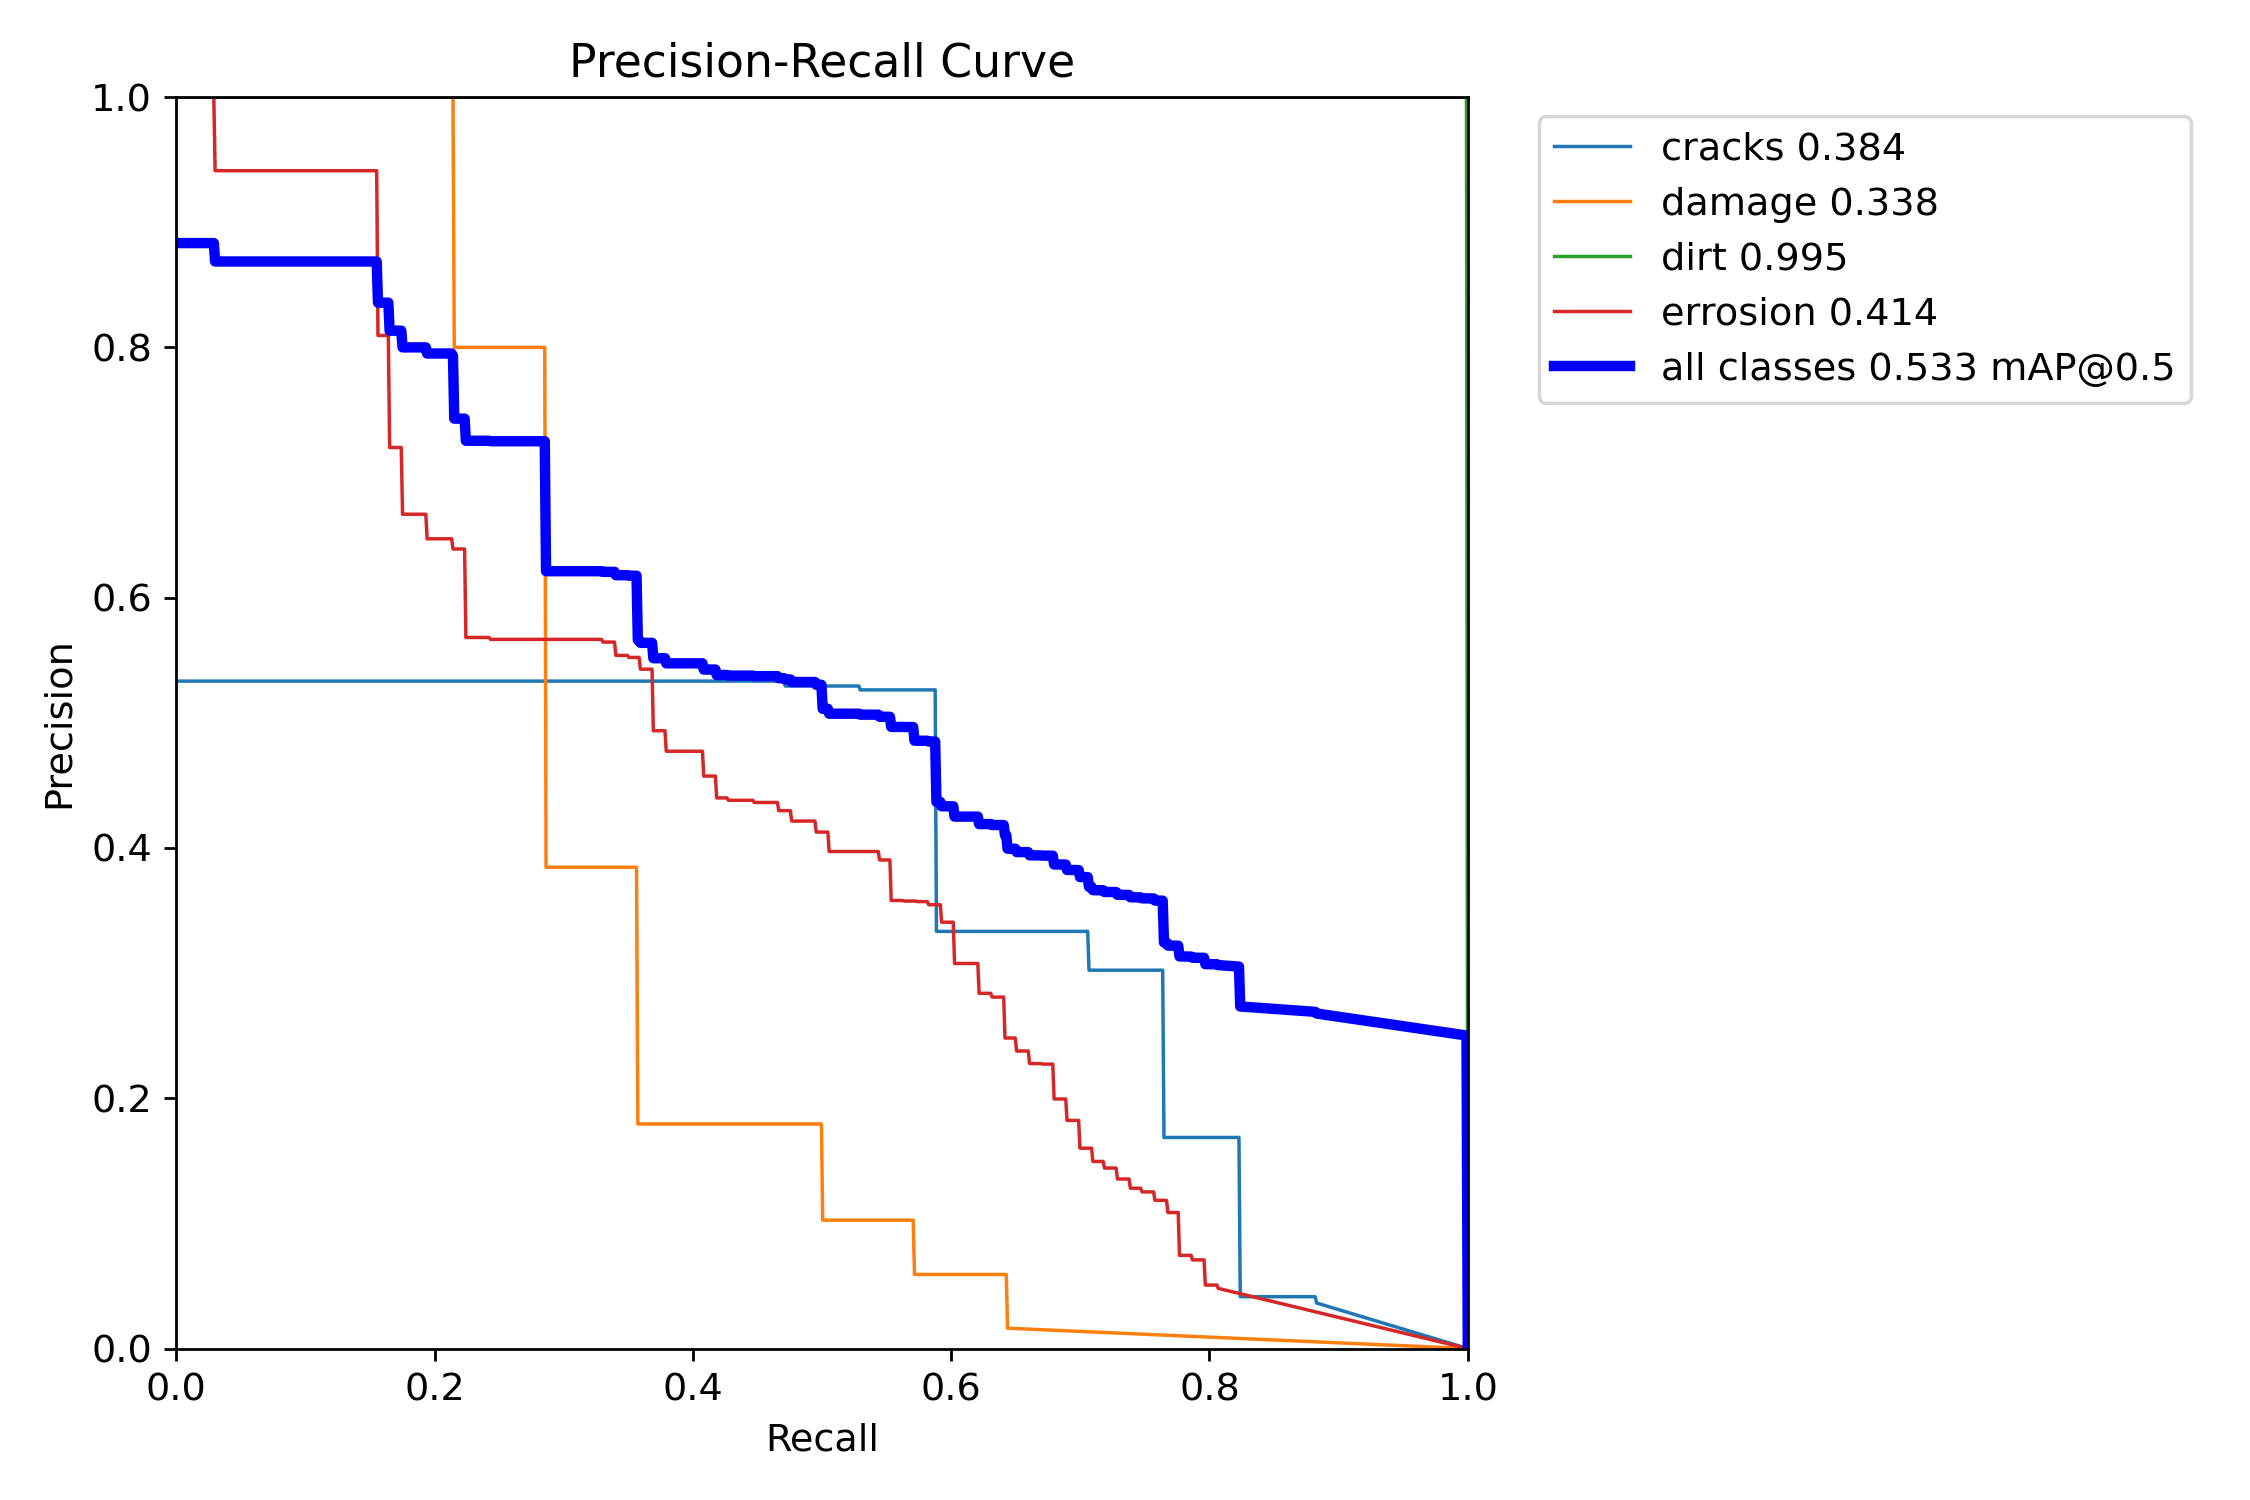 Precision-Recall Curve
1.0
0.8
0.6
0.4
0.2
0.0
Precision
0.0 0.2 0.4 0.6 0.8 1.0
Recall
cracks 0.384
damage 0.338
dirt 0.995
errosion 0.414
all classes 0.533 mAP@0.5